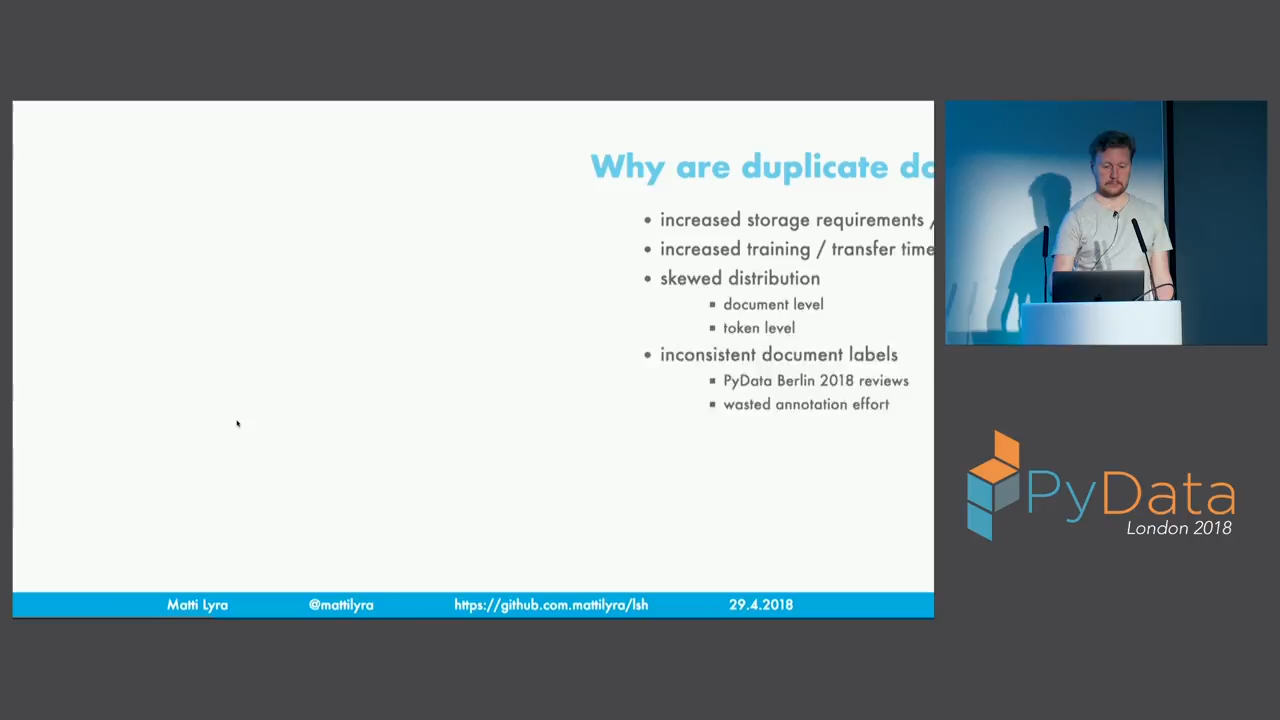 Why are duplicate do
• increased storage requirements /
• increased training / transfer time
• skewed distribution
▪ document level
▪ token level
• inconsistent document labels
▪ PyData Berlin 2018 reviews
▪ wasted annotation effort
Matti Lyra @mattilyra https://github.com.mattilyra/lsh 29.4.2018
PyData
London 2018